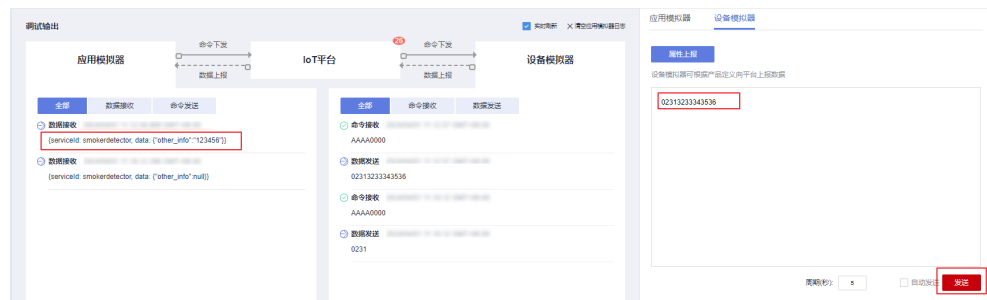 调试输出
实时刷新
清空应用模拟器日志
应用模拟器
命令下发
数据上报
IoT平台
25
命令下发
数据上报
设备模拟器
全部
数据接收
命令发送
数据接收
{serviceId: smokerdetector, data: {"other_info":"123456"}}
数据接收
{serviceId: smokerdetector, data: {"other_info":null}}
全部
命令接收
数据发送
命令接收
AAAA0000
数据发送
02313233343536
命令接收
AAAA0000
数据发送
0231
应用模拟器
设备模拟器
属性上报
设备模拟器可根据产品定义向平台上报数据
02313233343536
周期(秒):
5
自动发送
发送